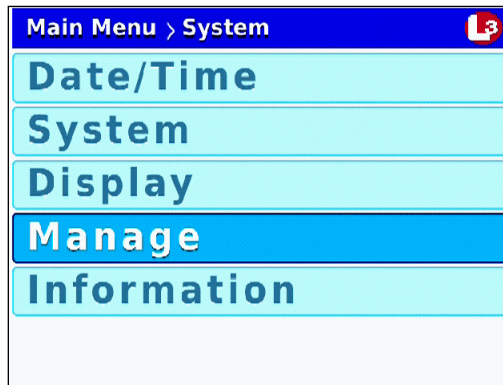 Main Menu > System
L3
Date/Time
System
Display
Manage
Information